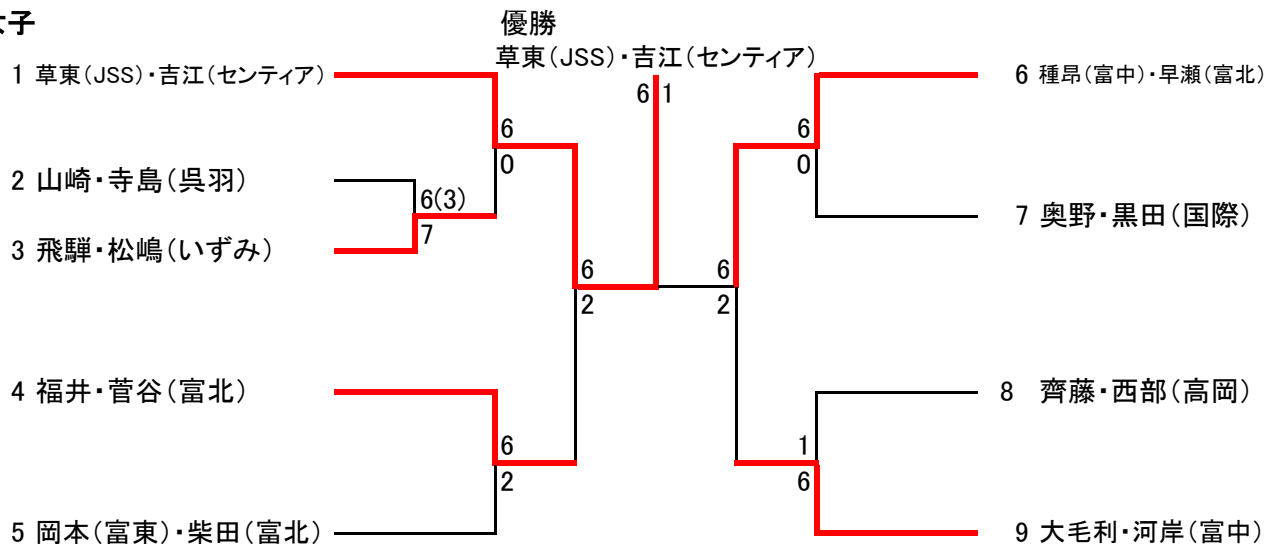 女子
優勝
草東(JSS)・吉江(センティア)
6 1
1 草東(JSS)・吉江(センティア)
6
0
2 山崎・寺島(呉羽)
6(3)
7
3 飛騨・松嶋(いずみ)
6
2
4 福井・菅谷(富北)
6
2
5 岡本(富東)・柴田(富北)
6 種昂(富中)・早瀬(富北)
6
0
7 奥野・黒田(国際)
6
2
8 齊藤・西部(高岡)
1
6
9 大毛利・河岸(富中)